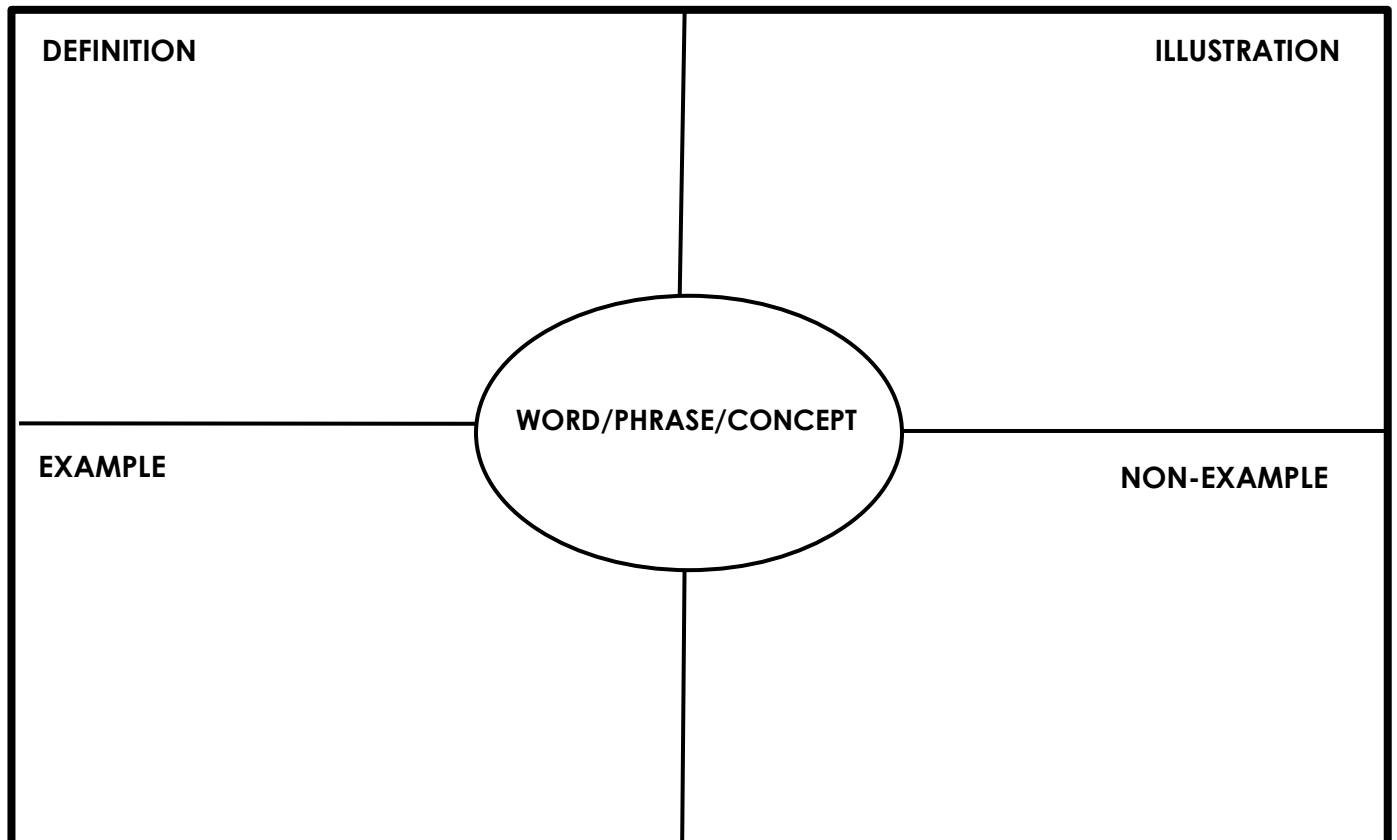 DEFINITION
ILLUSTRATION
WORD/PHRASE/CONCEPT
EXAMPLE
NON-EXAMPLE